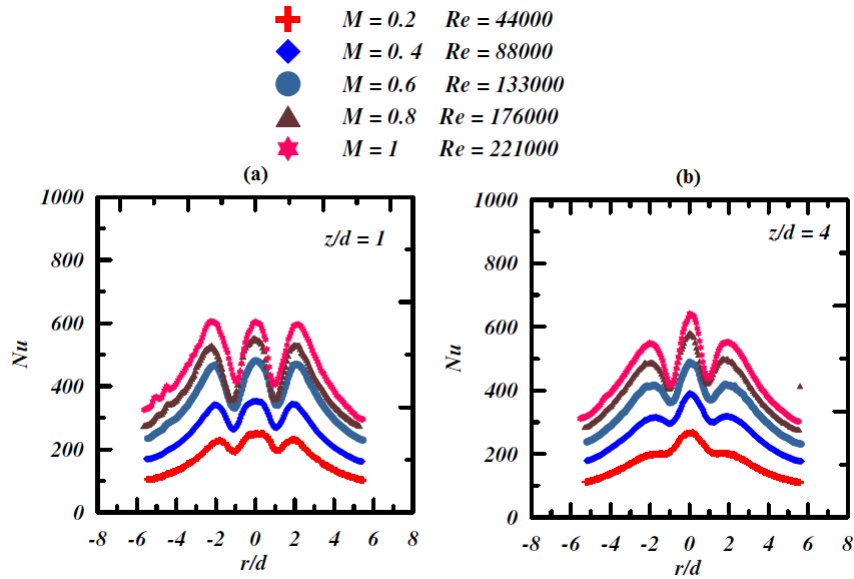 M = 0.2 Re = 44000
M = 0. 4 Re = 88000
M = 0.6 Re = 133000
M = 0.8 Re = 176000
M = 1 Re = 221000
(a)
1000
800
600
400
200
0
Nu
z/d = 1
-8 -6 -4 -2 0 2 4 6 8
r/d
(b)
1000
800
600
400
200
0
Nu
z/d = 4
-8 -6 -4 -2 0 2 4 6 8
r/d